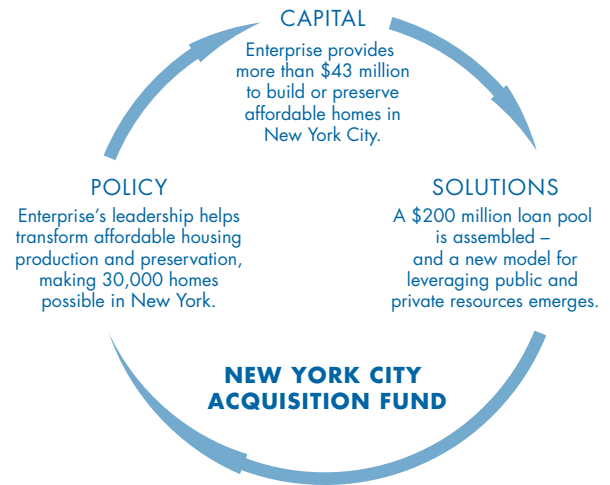 CAPITAL
Enterprise provides
more than $43 million
to build or preserve
affordable homes in
New York City.
POLICY
Enterprise's leadership helps
transform affordable housing
production and preservation,
making 30,000 homes
possible in New York.
SOLUTIONS
A $200 million loan pool
is assembled –
and a new model for
leveraging public and
private resources emerges.
NEW YORK CITY
ACQUISITION FUND